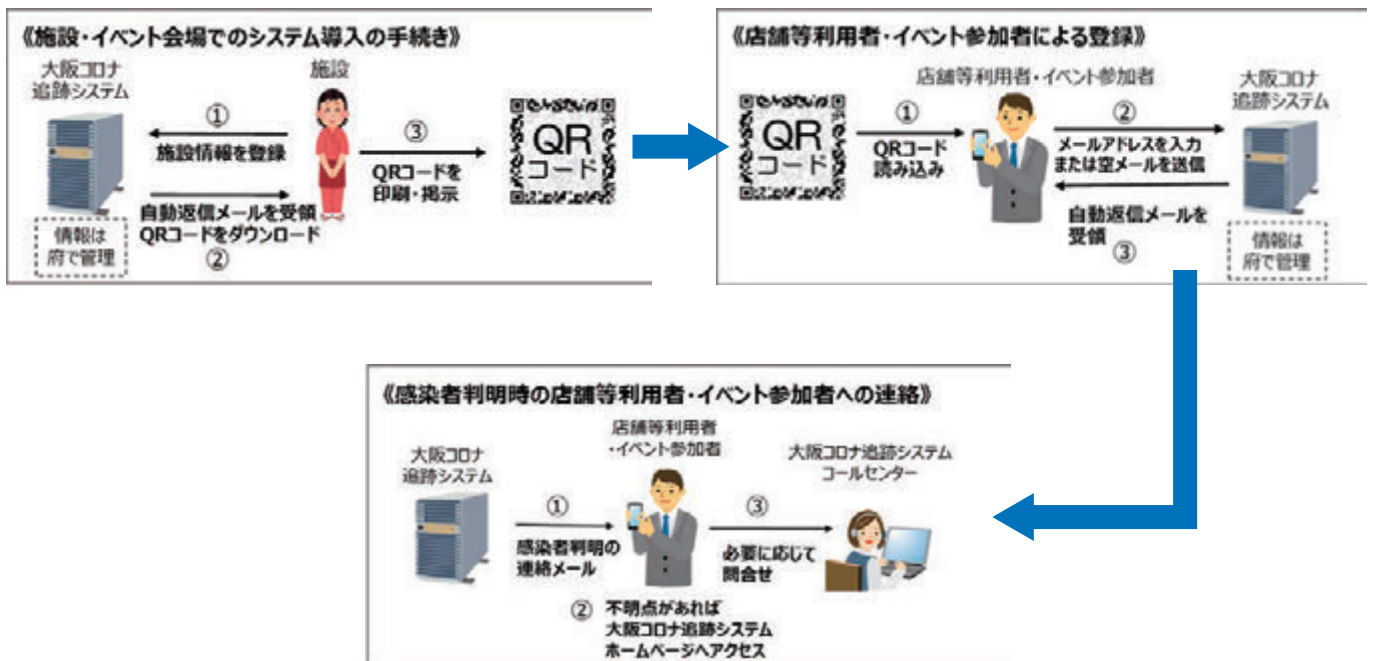 《施設・イベント会場でのシステム導入の手続き》
大阪コロナ
追跡システム
施設
①
施設情報を登録
自動返信メールを受領
QRコードをダウンロード
②
情報は
府で管理
③
QRコードを
印刷・掲示
QR
コード
《店舗等利用者・イベント参加者による登録》
店舗等利用者・イベント参加者
大阪コロナ
追跡システム
QR
コード
①
QRコード
読み込み
②
メールアドレスを入力
または空メールを送信
自動返信メールを
受領
③
情報は
府で管理
《感染者判明時の店舗等利用者・イベント参加者への連絡》
大阪コロナ
追跡システム
店舗等利用者
・イベント参加者
大阪コロナ追跡システム
コールセンター
①
感染者判明の
連絡メール
③
必要に応じて
問合せ
② 不明点があれば
大阪コロナ追跡システム
ホームページへアクセス